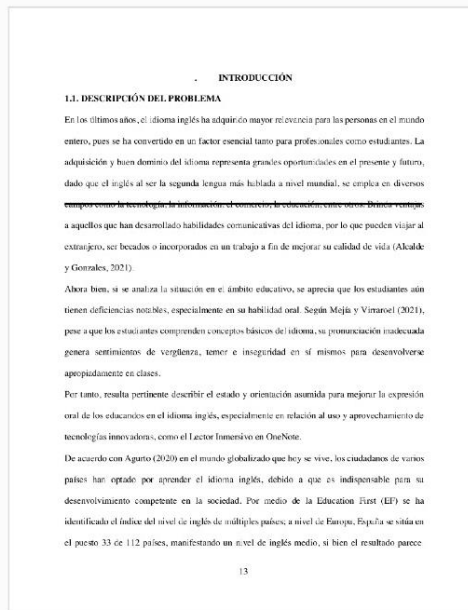 . INTRODUCCIÓN
1.1. DESCRIPCIÓN DEL PROBLEMA
En los últimos años, el idioma inglés ha adquirido mayor relevancia para las personas en el mundo
entero, pues se ha convertido en un factor esencial tanto para profesionales como estudiantes. La
adquisición y buen dominio del idioma representa grandes oportunidades en el presente y futuro,
dado que el inglés al ser la segunda lengua más hablada a nivel mundial, se emplea en diversos
campos como la tecnología, la información, el comercio, la educación, entre otros. Brinda ventajas
a aquellos que han desarrollado habilidades comunicativas del idioma, por lo que pueden viajar al
extranjero, ser becados o incorporados en un trabajo a fin de mejorar su calidad de vida (Alcalde
y Gonzales, 2021).
Ahora bien, si se analiza la situación en el ámbito educativo, se aprecia que los estudiantes aún
tienen deficiencias notables, especialmente en su habilidad oral. Según Mejía y Virraroel (2021),
pese a que los estudiantes comprenden conceptos básicos del idioma, su pronunciación inadecuada
genera sentimientos de vergüenza, temor e inseguridad en sí mismos para desenvolverse
apropiadamente en clases.
Por tanto, resulta pertinente describir el estado y orientación asumida para mejorar la expresión
oral de los educandos en el idioma inglés, especialmente en relación al uso y aprovechamiento de
tecnologías innovadoras, como el Lector Inmersivo en OneNote.
De acuerdo con Agurto (2020) en el mundo globalizado que hoy se vive, los ciudadanos de varios
países han optado por aprender el idioma inglés, debido a que es indispensable para su
desenvolvimiento competente en la sociedad. Por medio de la Education First (EF) se ha
identificado el índice del nivel de inglés de múltiples países; a nivel de Europa, España se sitúa en
el puesto 33 de 112 países, manifestando un nivel de inglés medio, si bien el resultado parece
13